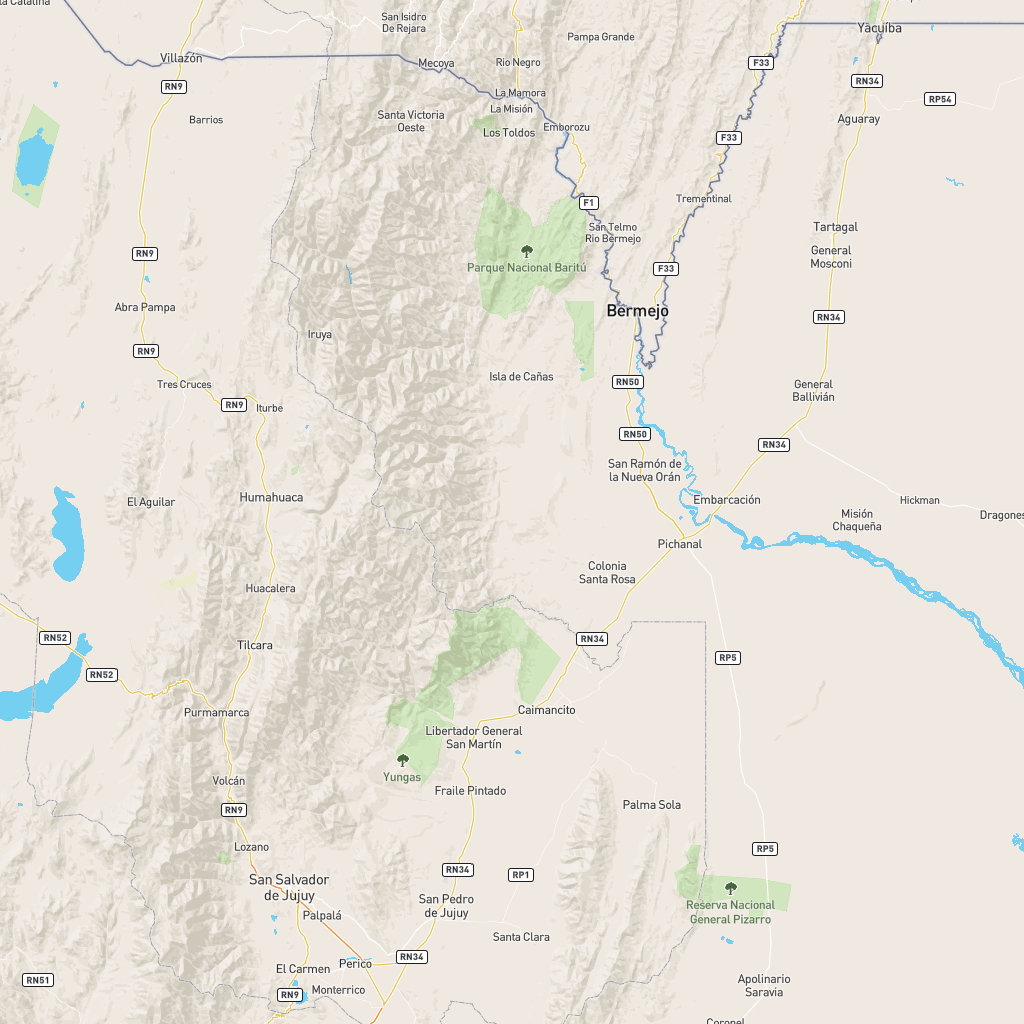 la Catalina
San Isidro
De Rejara
Pampa Grande
Yacuíba
Villazón
Mecoya
Rio Negro
F33
RN9
RN34
La Mamora
RP54
Barrios
Santa Victoria
Oeste
La Misión
Los Toldos
Emborozu
F33
Aguaray
F1
Trementinal
San Telmo
Rio Bermejo
Tartagal
RN9
Parque Nacional Baritú
F33
General
Mosconi
Abra Pampa
Bermejo
RN34
Iruya
RN9
Tres Cruces
Isla de Cañas
RN50
General
Ballivián
RN9
Iturbe
RN50
RN34
San Ramón de
la Nueva Orán
El Aguilar
Humahuaca
Embarcación
Hickman
Misión
Chaqueña
Dragones
Pichanal
Colonia
Santa Rosa
Huacalera
RN52
Tilcara
RN34
RP5
RN52
Purmamarca
Caimancito
Libertador General
San Martín
Yungas
Volcán
Fraile Pintado
Palma Sola
RN9
Lozano
RP5
RN34
RP1
San Salvador
de Jujuy
Palpalá
San Pedro
de Jujuy
Reserva Nacional
General Pizarro
Santa Clara
RN34
Perico
El Carmen
RN51
RN9
Monterrico
Apolinario
Saravia
Coronel